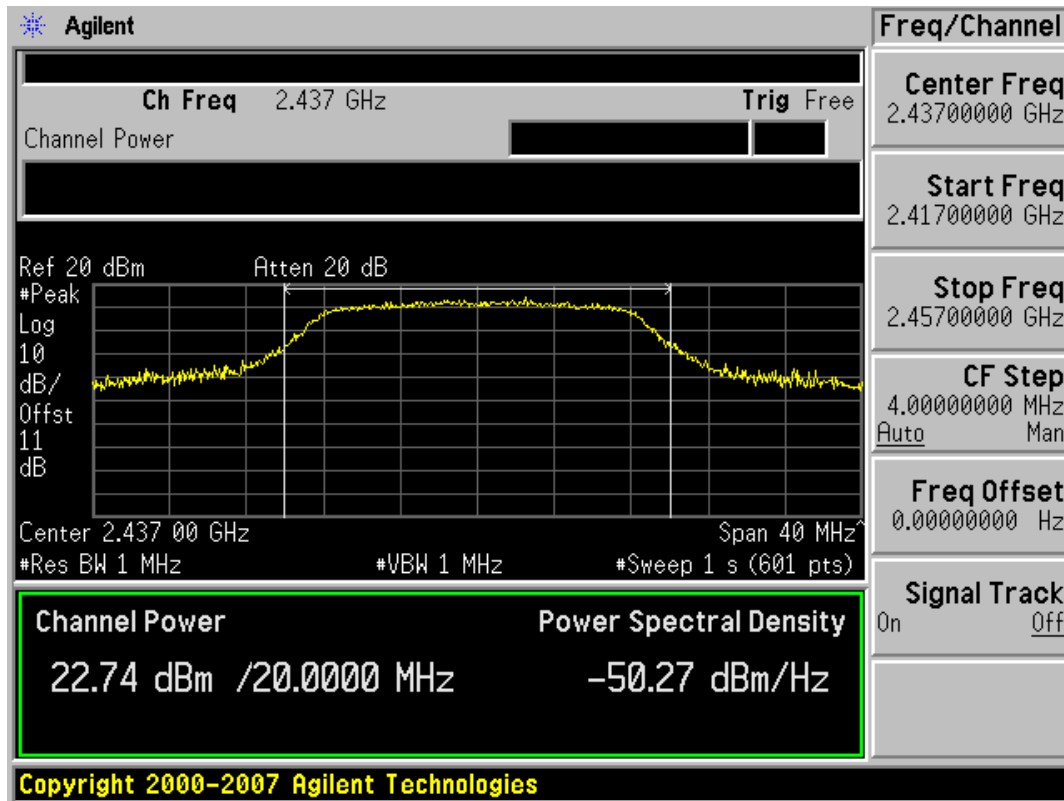 Agilent
Freq/Channel
Ch Freq 2.437 GHz Trig Free
Channel Power
Ref 20 dBm Atten 20 dB
#Peak
Log
10
dB/
Offst
11
dB
Center 2.437 00 GHz Span 40 MHz^
#Res BW 1 MHz #VBW 1 MHz #Sweep 1 s (601 pts)
Channel Power Power Spectral Density
22.74 dBm /20.0000 MHz -50.27 dBm/Hz
Center Freq
2.43700000 GHz
Start Freq
2.41700000 GHz
Stop Freq
2.45700000 GHz
CF Step
4.00000000 MHz
Auto Man
Freq Offset
0.00000000 Hz
Signal Track
On Off
Copyright 2000-2007 Agilent Technologies